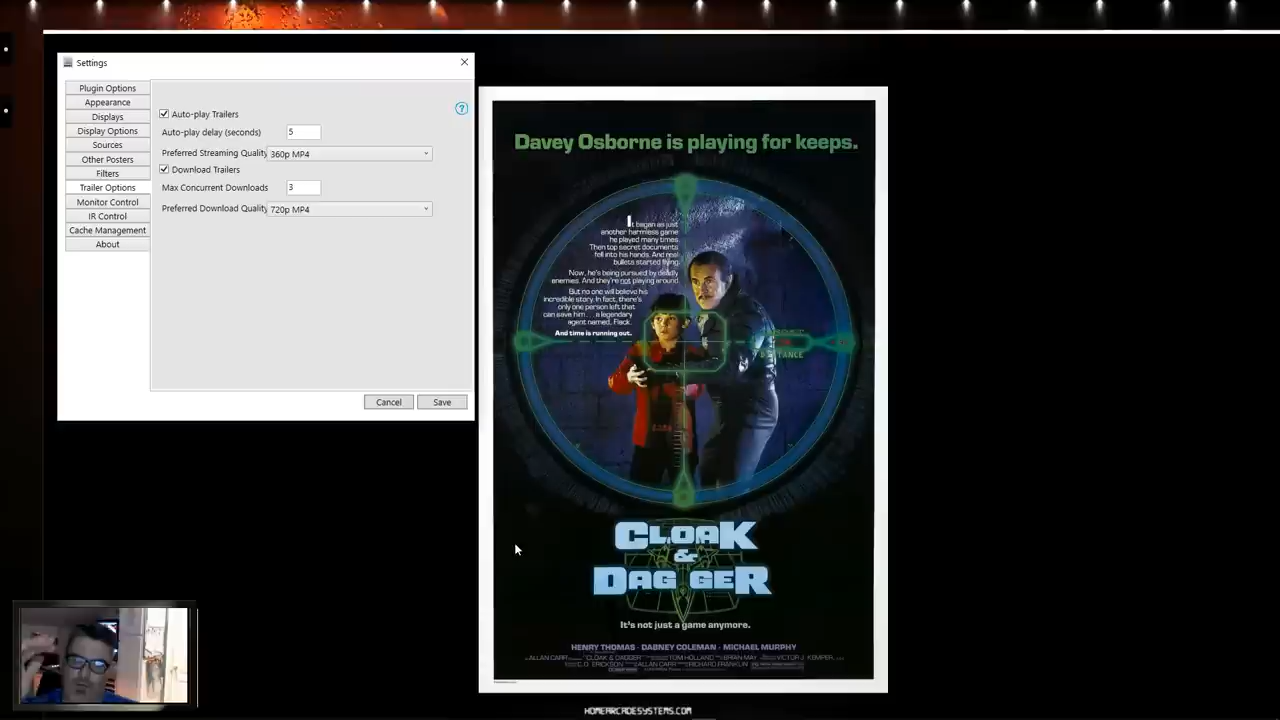 Settings
Plugin Options
Appearance
Displays
Display Options
Sources
Other Posters
Filters
Trailer Options
Monitor Control
IR Control
Cache Management
About
Auto-play Trailers
Auto-play delay (seconds) 5
Preferred Streaming Quality 360p MP4
Download Trailers
Max Concurrent Downloads 3
Preferred Download Quality 720p MP4
Cancel Save
Davey Osborne is playing for keeps.
It began as just
another harmless game
he played many times.
Then top secret documents
fell into his hands. And real
bullets started flying.
Now, he's being pursued by deadly
enemies. And they're not playing around.
But no one will believe his
incredible story. In fact, there's
only one person left that
can save him. . . a legendary
agent named, Flack.
And time is running out.
CLOAK
&
DAGGER
It's not just a game anymore.
HENRY THOMAS · DABNEY COLEMAN · MICHAEL MURPHY
HOMEARCADESYSTEMS.COM